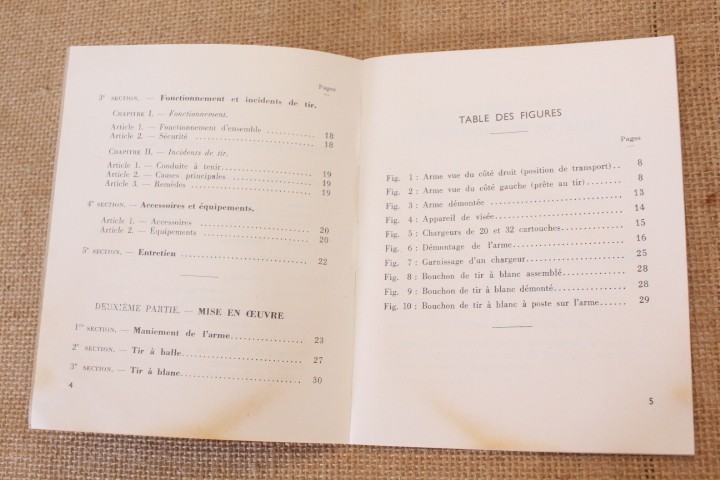 Pages
3e SECTION. — Fonctionnement et incidents de tir.
CHAPITRE I. — Fonctionnement.
Article 1. — Fonctionnement d'ensemble .......... 18
Article 2. — Sécurité .......... 18
CHAPITRE II. — Incidents de tir.
Article 1. — Conduite à tenir .......... 19
Article 2. — Causes principales .......... 19
Article 3. — Remèdes .......... 19
4e SECTION. — Accessoires et équipements.
Article 1. — Accessoires .......... 20
Article 2. — Équipements .......... 20
5e SECTION. — Entretien .......... 22
DEUXIÈME PARTIE. — MISE EN ŒUVRE
1re SECTION. — Maniement de l'arme .......... 23
2e SECTION. — Tir à balle .......... 27
3e SECTION. — Tir à blanc .......... 30
4
TABLE DES FIGURES
Pages
Fig. 1 : Arme vue du côté droit (position de transport) .. 8
Fig. 2 : Arme vue du côté gauche (prête au tir) ........ 8
Fig. 3 : Arme démontée .......... 13
Fig. 4 : Appareil de visée .......... 14
Fig. 5 : Chargeurs de 20 et 32 cartouches .......... 15
Fig. 6 : Démontage de l'arme .......... 16
Fig. 7 : Garnissage d'un chargeur .......... 25
Fig. 8 : Bouchon de tir à blanc assemblé .......... 28
Fig. 9 : Bouchon de tir à blanc démonté .......... 28
Fig. 10 : Bouchon de tir à blanc à poste sur l'arme ...... 29
5